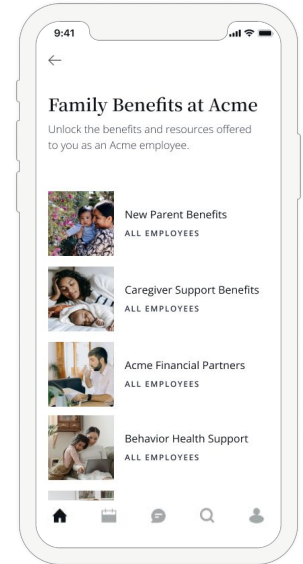 9:41
Family Benefits at Acme
Unlock the benefits and resources offered
to you as an Acme employee.
New Parent Benefits
ALL EMPLOYEES
Caregiver Support Benefits
ALL EMPLOYEES
Acme Financial Partners
ALL EMPLOYEES
Behavior Health Support
ALL EMPLOYEES